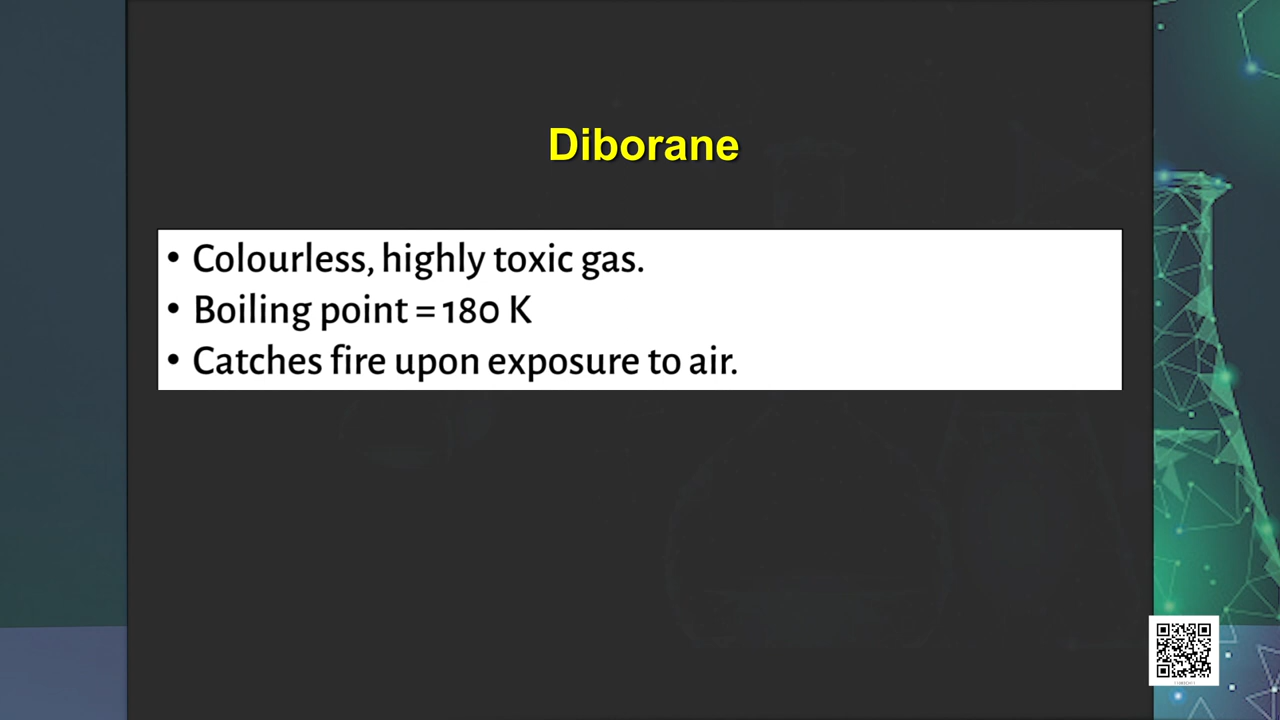 Diborane
• Colourless, highly toxic gas.
• Boiling point = 180 K
• Catches fire upon exposure to air.